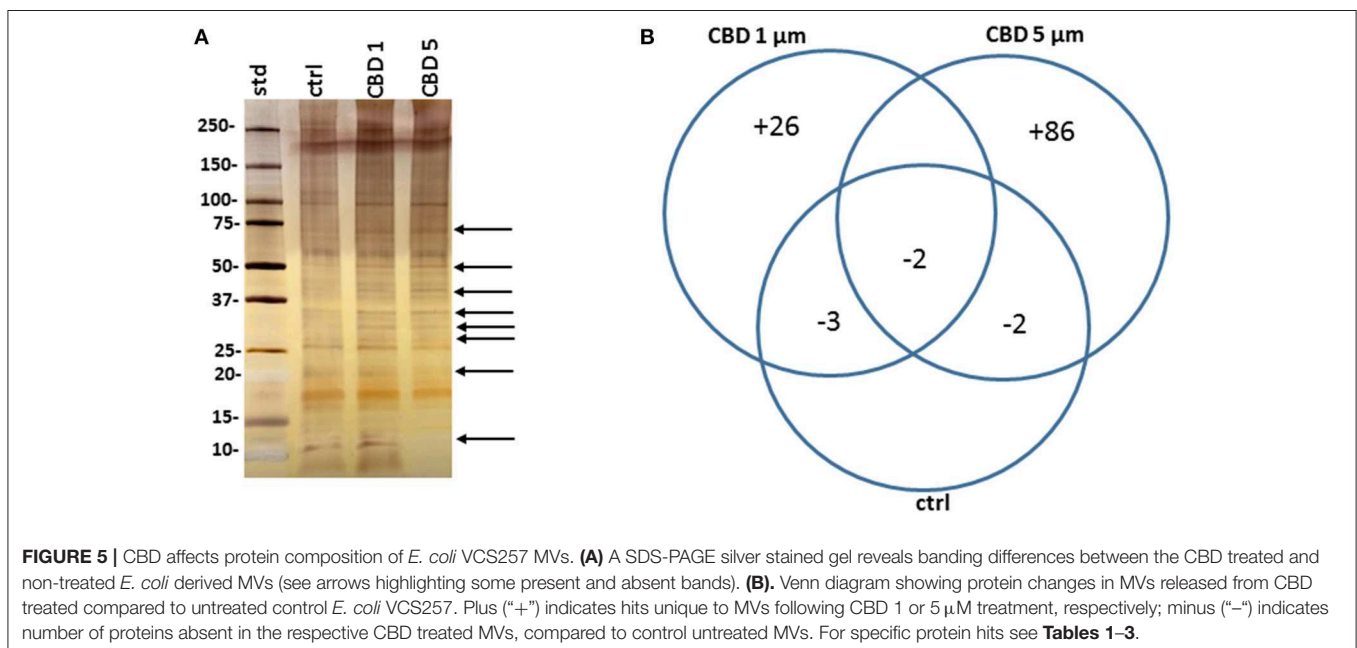 A
std
ctrl
CBD 1
CBD 5
250-
150-
100-
75-
50-
37-
25-
20-
15-
10-
B
CBD 1 μm
CBD 5 μm
+26
+86
-2
-3
-2
ctrl
FIGURE 5 | CBD affects protein composition of E. coli VCS257 MVs. (A) A SDS-PAGE silver stained gel reveals banding differences between the CBD treated and
non-treated E. coli derived MVs (see arrows highlighting some present and absent bands). (B). Venn diagram showing protein changes in MVs released from CBD
treated compared to untreated control E. coli VCS257. Plus (“+”) indicates hits unique to MVs following CBD 1 or 5 μM treatment, respectively; minus (“–“) indicates
number of proteins absent in the respective CBD treated MVs, compared to control untreated MVs. For specific protein hits see Tables 1–3.